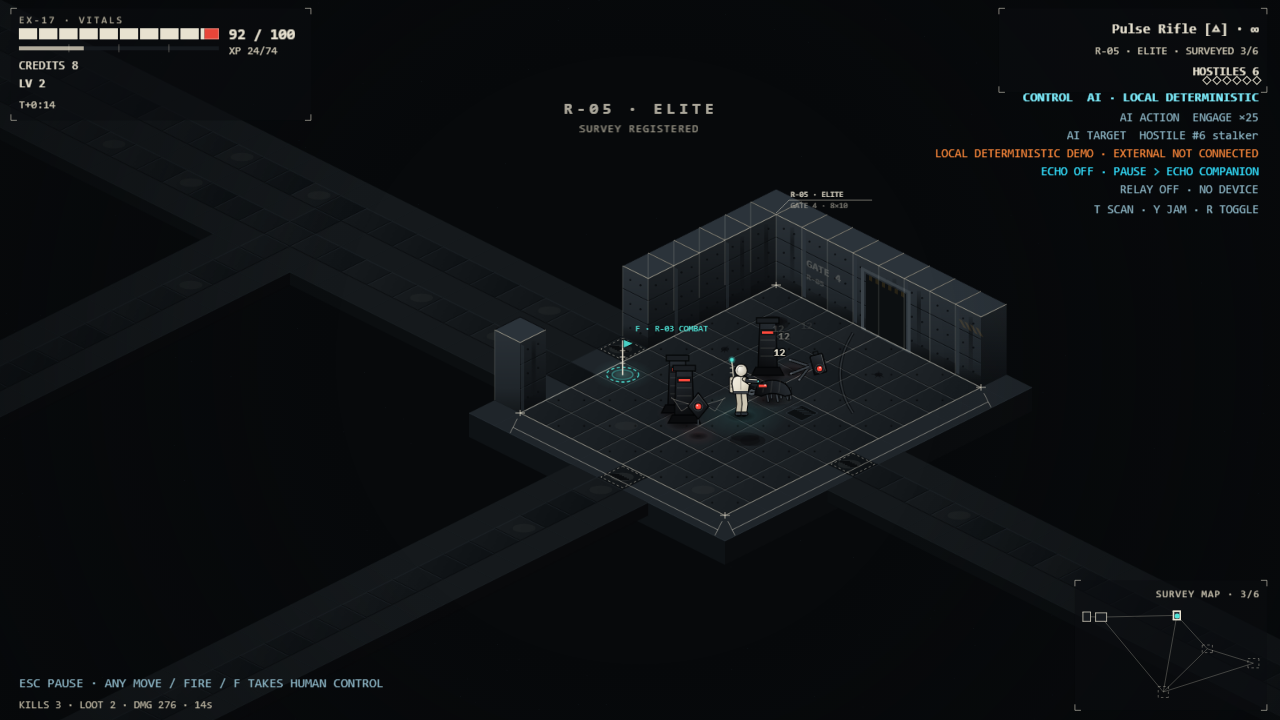 EX-17 · VITALS
92 / 100
XP 24/74
CREDITS 8
LV 2
T+0:14
R-05 · ELITE
SURVEY REGISTERED
Pulse Rifle [▲] · ∞
R-05 · ELITE · SURVEYED 3/6
HOSTILES 6
CONTROL AI · LOCAL DETERMINISTIC
AI ACTION ENGAGE ×25
AI TARGET HOSTILE #6 stalker
LOCAL DETERMINISTIC DEMO · EXTERNAL NOT CONNECTED
ECHO OFF · PAUSE > ECHO COMPANION
RELAY OFF · NO DEVICE
T SCAN · Y JAM · R TOGGLE
R-05 · ELITE
GATE 4 · 8×10
GATE 4
R-05
F · R-03 COMBAT
12
12
12
SURVEY MAP · 3/6
ESC PAUSE · ANY MOVE / FIRE / F TAKES HUMAN CONTROL
KILLS 3 · LOOT 2 · DMG 276 · 14s